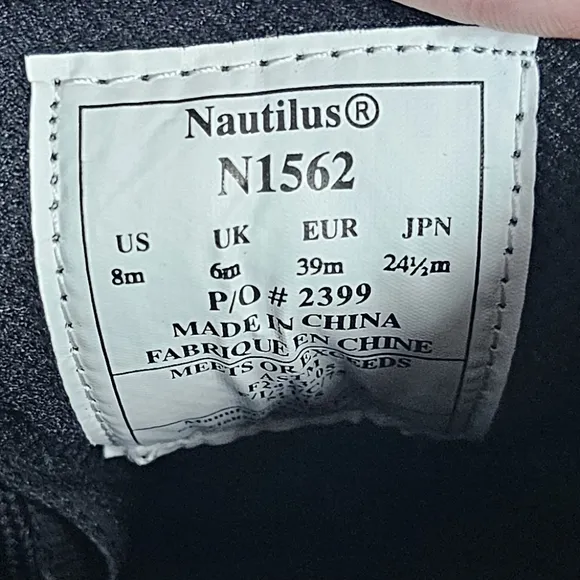 Nautilus®
N1562
US UK EUR JPN
8m 6m 39m 24½m
P/O # 2399
MADE IN CHINA
FABRIQUE EN CHINE
MEETS OR EXCEEDS